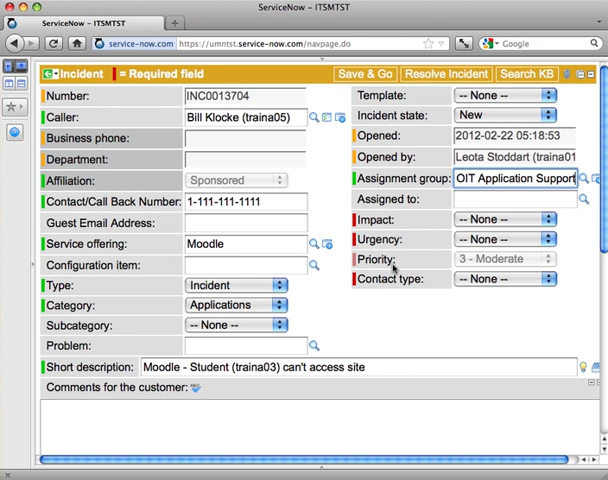 ServiceNow – ITSMTST
ServiceNow – ITSMTST
service-now.com https://umntst.service-now.com/navpage.do
Google
Incident = Required field Save & Go Resolve Incident Search KB
Number: INC0013704
Caller: Bill Klocke (traina05)
Business phone:
Department:
Affiliation: Sponsored
Contact/Call Back Number: 1-111-111-1111
Guest Email Address:
Service offering: Moodle
Configuration item:
Type: Incident
Category: Applications
Subcategory: -- None --
Problem:
Template: -- None --
Incident state: New
Opened: 2012-02-22 05:18:53
Opened by: Leota Stoddart (traina01
Assignment group: OIT Application Support
Assigned to:
Impact: -- None --
Urgency: -- None --
Priority: 3 - Moderate
Contact type: -- None --
Short description: Moodle - Student (traina03) can't access site
Comments for the customer: